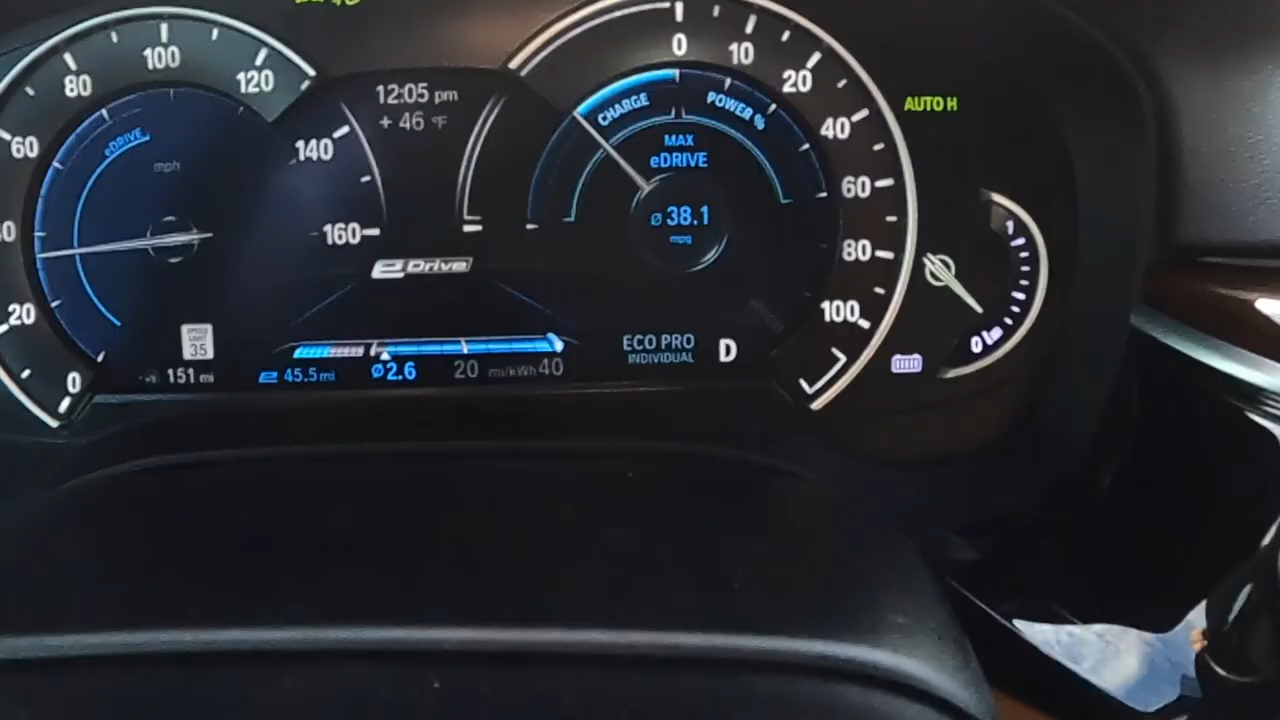 100
80
120
60
20
0
eDRIVE
mph
12:05 pm
+ 46 °F
140
160
eDrive
SPEED
LIMIT
35
151 mi
e 45.5 mi
Ø2.6
20 mi/kWh 40
0
10
20
40
60
80
100
CHARGE
POWER %
MAX
eDRIVE
ø 38.1
mpg
ECO PRO
INDIVIDUAL
D
AUTO H
1
0